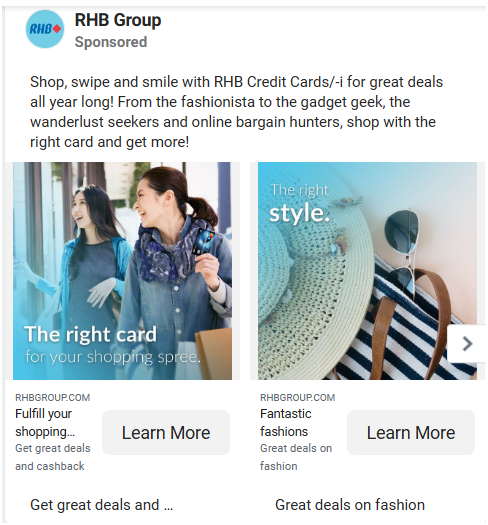 RHB
RHB Group
Sponsored
Shop, swipe and smile with RHB Credit Cards/-i for great deals
all year long! From the fashionista to the gadget geek, the
wanderlust seekers and online bargain hunters, shop with the
right card and get more!
The right card
for your shopping spree.
The right
style.
RHBGROUP.COM
Fulfill your
shopping...
Get great deals
and cashback
Learn More
RHBGROUP.COM
Fantastic
fashions
Great deals on
fashion
Learn More
Get great deals and ...
Great deals on fashion